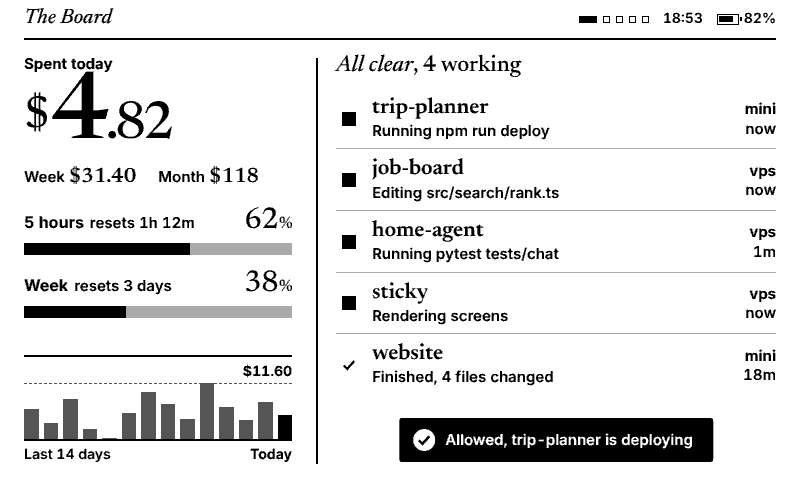 The Board
18:53 82%
Spent today
$4.82
Week $31.40 Month $118
5 hours resets 1h 12m 62%
Week resets 3 days 38%
$11.60
Last 14 days Today
All clear, 4 working
trip-planner mini
Running npm run deploy now
job-board vps
Editing src/search/rank.ts now
home-agent vps
Running pytest tests/chat 1m
sticky vps
Rendering screens now
website mini
Finished, 4 files changed 18m
Allowed, trip-planner is deploying